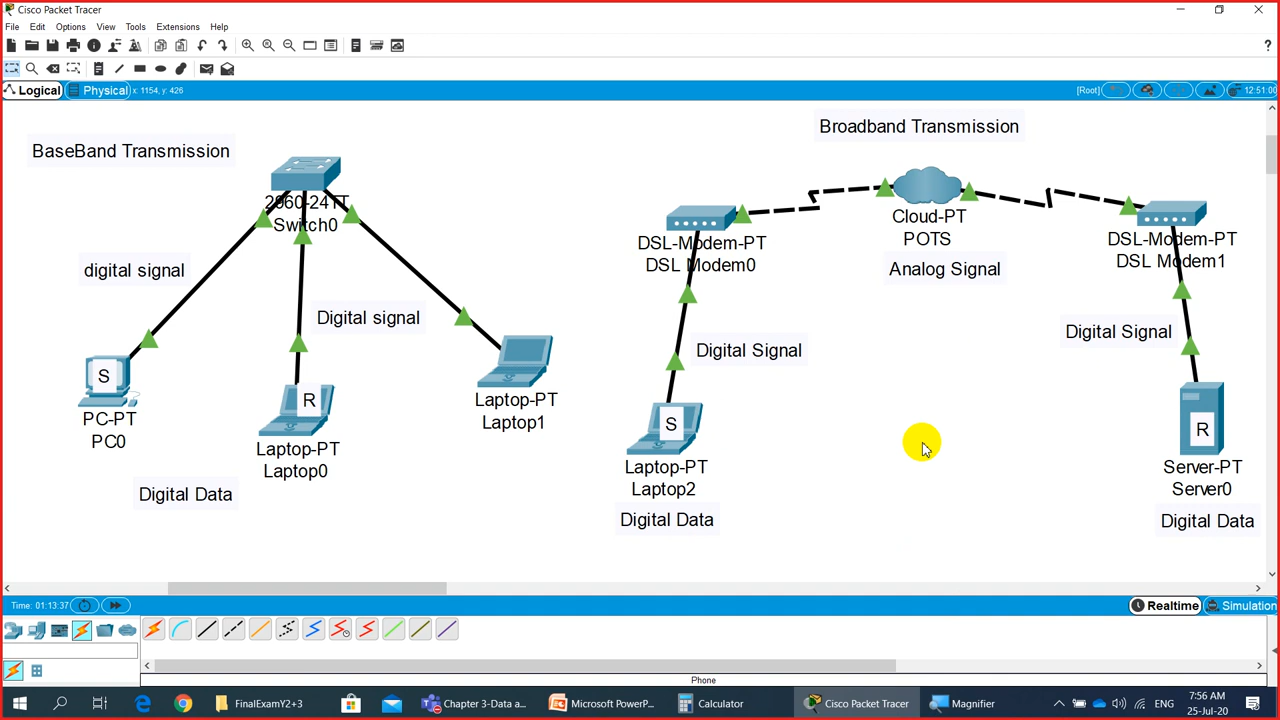 Cisco Packet Tracer
File Edit Options View Tools Extensions Help
?
Logical Physical x: 1154, y: 426 [Root] 12:51:00
BaseBand Transmission
2960-24TT
Switch0
digital signal
Digital signal
S
PC-PT
PC0
R
Laptop-PT
Laptop0
Laptop-PT
Laptop1
Digital Data
Broadband Transmission
Cloud-PT
POTS
Analog Signal
DSL-Modem-PT
DSL Modem0
DSL-Modem-PT
DSL Modem1
Digital Signal
Digital Signal
S
Laptop-PT
Laptop2
Digital Data
R
Server-PT
Server0
Digital Data
Time: 01:13:37 Realtime Simulation
Phone
FinalExamY2+3 Chapter 3-Data a... Microsoft PowerP... Calculator Cisco Packet Tracer Magnifier ENG 7:56 AM
25-Jul-20